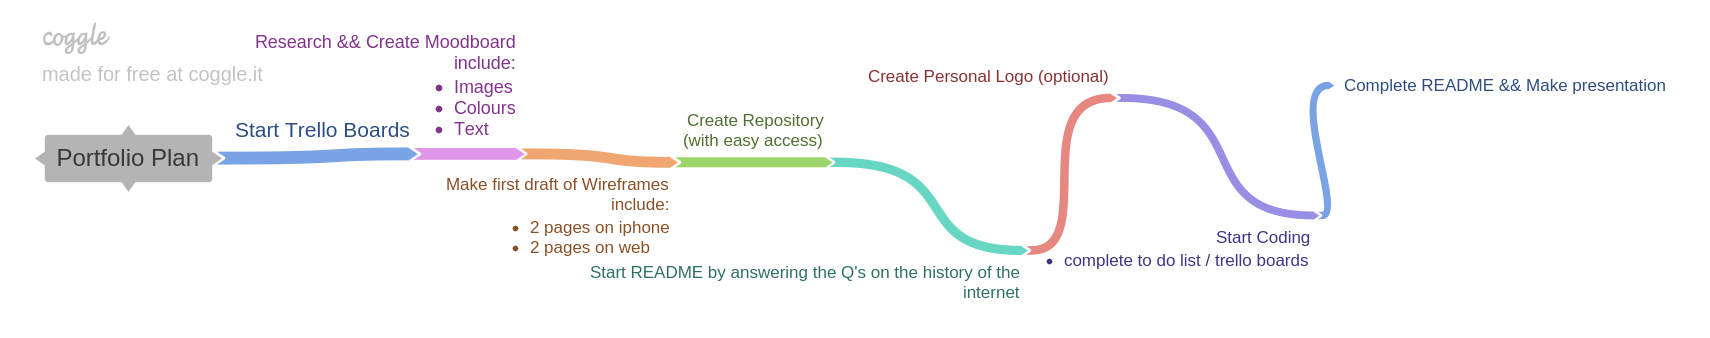 coggle
made for free at coggle.it
Portfolio Plan
Start Trello Boards
Research && Create Moodboard
include:
• Images
• Colours
• Text
Make first draft of Wireframes
include:
• 2 pages on iphone
• 2 pages on web
Create Repository
(with easy access)
Start README by answering the Q's on the history of the
internet
Create Personal Logo (optional)
Start Coding
• complete to do list / trello boards
Complete README && Make presentation